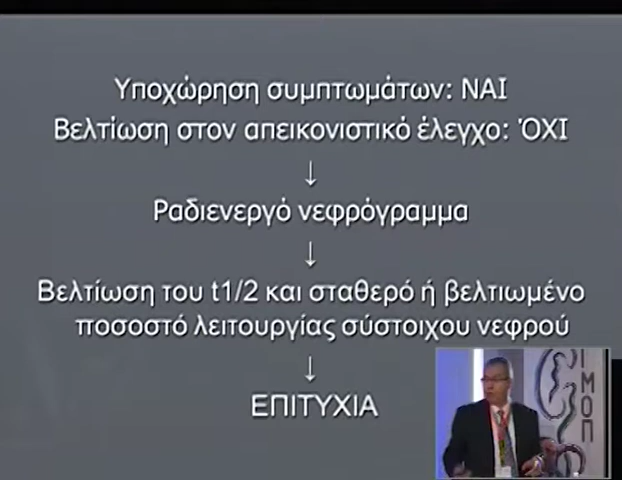 Υποχώρηση συμπτωμάτων: ΝΑΙ
Βελτίωση στον απεικονιστικό έλεγχο: ΌΧΙ
↓
Ραδιενεργό νεφρόγραμμα
↓
Βελτίωση του t1/2 και σταθερό ή βελτιωμένο
ποσοστό λειτουργίας σύστοιχου νεφρού
↓
ΕΠΙΤΥΧΙΑ
ΙΜΟΠ